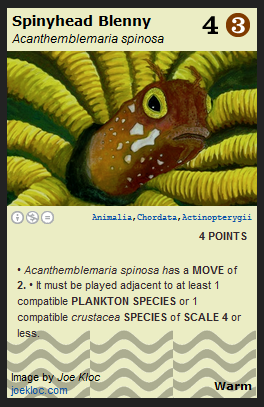 Spinyhead Blenny
Acanthemblemaria spinosa
4 3
Animalia,Chordata,Actinopterygii
4 POINTS
• Acanthemblemaria spinosa has a MOVE of
2. • It must be played adjacent to at least 1
compatible PLANKTON SPECIES or 1
compatible crustacea SPECIES of SCALE 4 or
less.
Image by Joe Kloc
joekloc.com
Warm